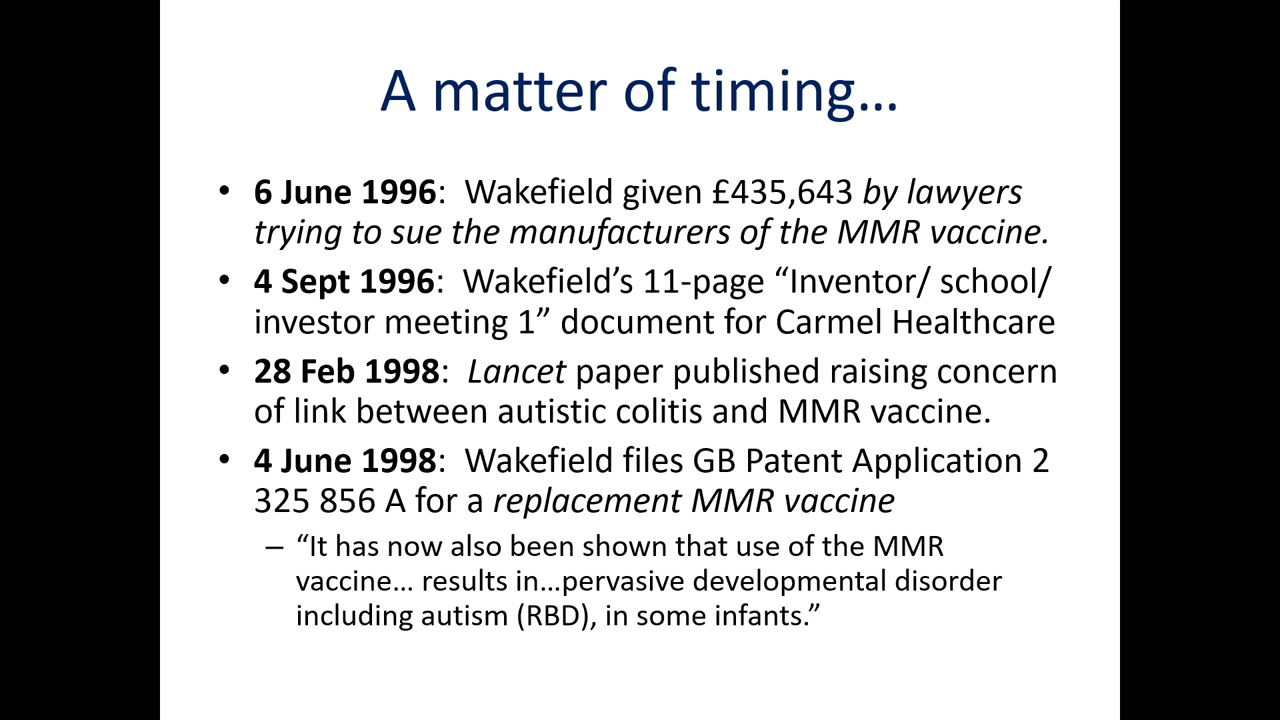 A matter of timing…
• 6 June 1996:  Wakefield given £435,643 by lawyers
trying to sue the manufacturers of the MMR vaccine.
• 4 Sept 1996:  Wakefield’s 11-page “Inventor/ school/
investor meeting 1” document for Carmel Healthcare
• 28 Feb 1998:  Lancet paper published raising concern
of link between autistic colitis and MMR vaccine.
• 4 June 1998:  Wakefield files GB Patent Application 2
325 856 A for a replacement MMR vaccine
– “It has now also been shown that use of the MMR
vaccine… results in…pervasive developmental disorder
including autism (RBD), in some infants.”